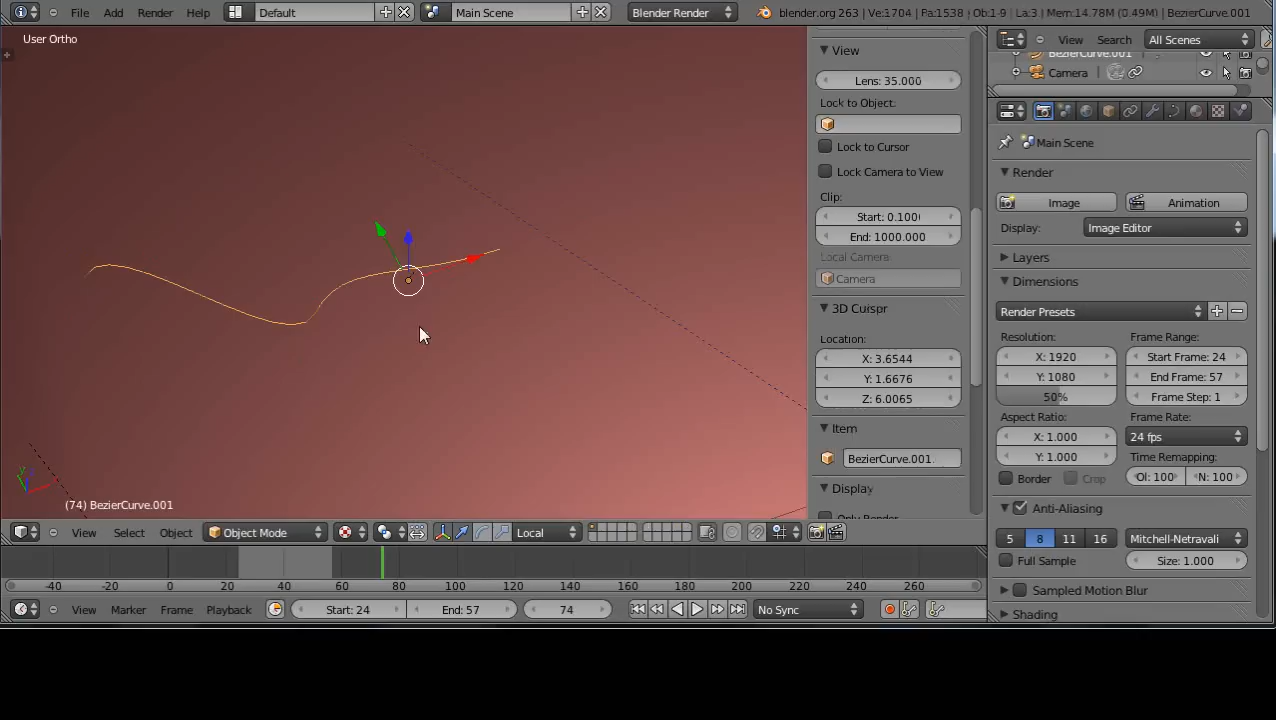 File Add Render Help Default Main Scene Blender Render blender.org 263 | Ve:1704 | Fa:1538 | Ob:1-9 | La:3 | Mem:14.78M (0.49M) | BezierCurve.001
User Ortho
View
Lens: 35.000
Lock to Object:
Lock to Cursor
Lock Camera to View
Clip:
Start: 0.100
End: 1000.000
Local Camera:
Camera
3D Cursor
Location:
X: 3.6544
Y: 1.6676
Z: 6.0065
Item
BezierCurve.001
Display
Only Render
View Search All Scenes
BezierCurve.001
Camera
Main Scene
Render
Image Animation
Display: Image Editor
Layers
Dimensions
Render Presets
Resolution: Frame Range:
X: 1920 Start Frame: 24
Y: 1080 End Frame: 57
50% Frame Step: 1
Aspect Ratio: Frame Rate:
X: 1.000 24 fps
Y: 1.000 Time Remapping:
Border Crop Ol: 100 N: 100
Anti-Aliasing
5 8 11 16 Mitchell-Netravali
Full Sample Size: 1.000
Sampled Motion Blur
Shading
y
(74) BezierCurve.001
View Select Object Object Mode Local
-40 -20 0 20 40 60 80 100 120 140 160 180 200 220 240 260
View Marker Frame Playback Start: 24 End: 57 74 No Sync